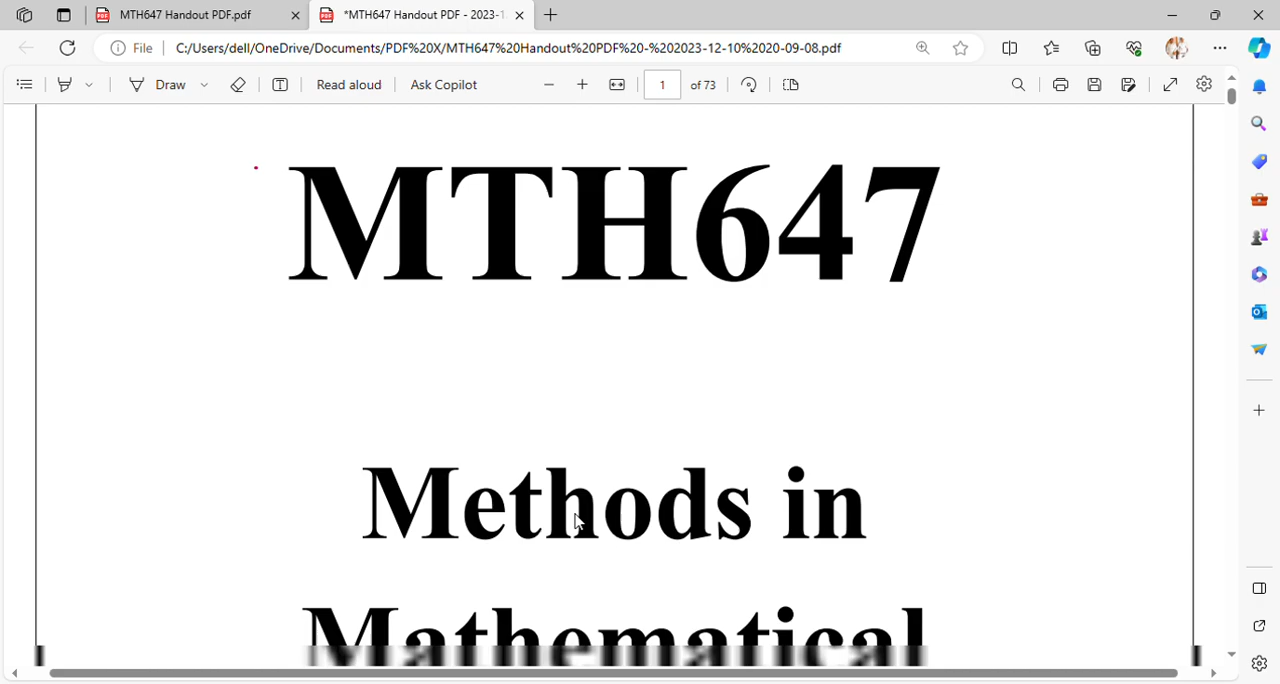 MTH647 Handout PDF.pdf
*MTH647 Handout PDF - 2023-1
File
C:/Users/dell/OneDrive/Documents/PDF%20X/MTH647%20Handout%20PDF%20-%202023-12-10%2020-09-08.pdf
Draw
Read aloud
Ask Copilot
1
of 73
MTH647
Methods in
Mathematical